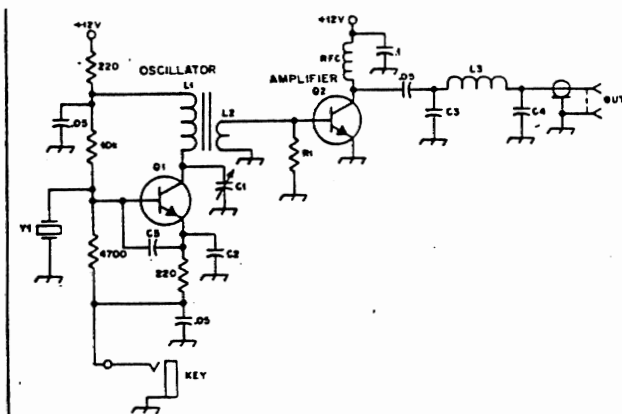 +12V
220
OSCILLATOR
L1
L2
.05
10k
Q1
C1
Y1
C5
C2
4700
220
.05
KEY
+12V
RFC
.1
AMPLIFIER
Q2
.05
L3
R1
C3
C4
OUT